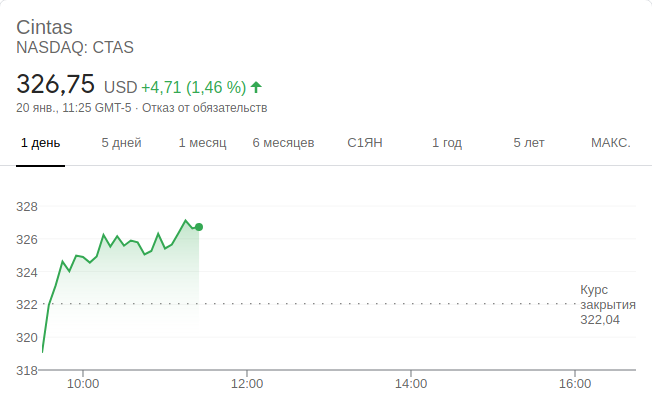 Cintas
NASDAQ: CTAS
326,75 USD +4,71 (1,46 %)
20 янв., 11:25 GMT-5 · Отказ от обязательств
1 день 5 дней 1 месяц 6 месяцев С1ЯН 1 год 5 лет МАКС.
328
326
324
322
320
318
Курс
закрытия
322,04
10:00 12:00 14:00 16:00